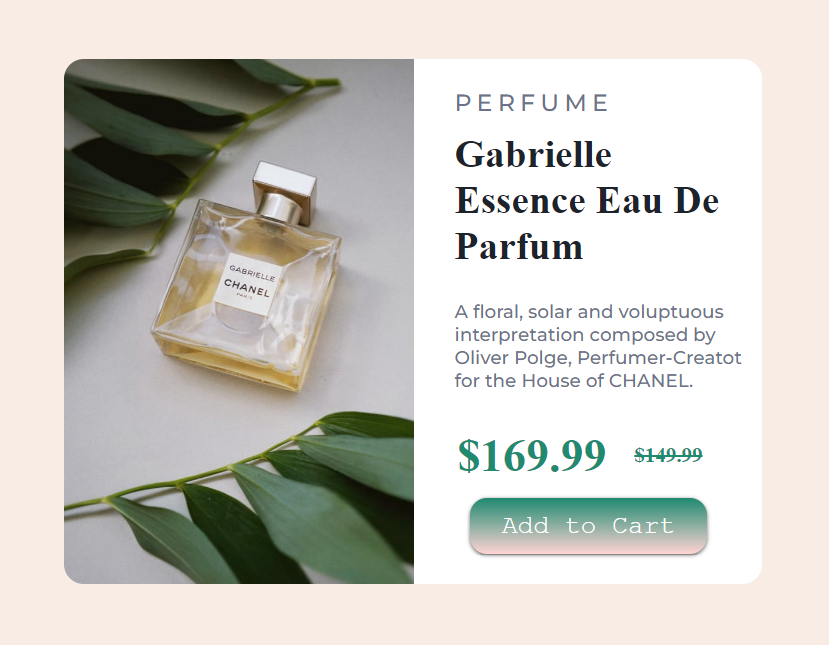 PERFUME
Gabrielle
Essence Eau De
Parfum
A floral, solar and voluptuous
interpretation composed by
Oliver Polge, Perfumer-Creatot
for the House of CHANEL.
$169.99 $149.99
Add to Cart
GABRIELLE
CHANEL
PARIS